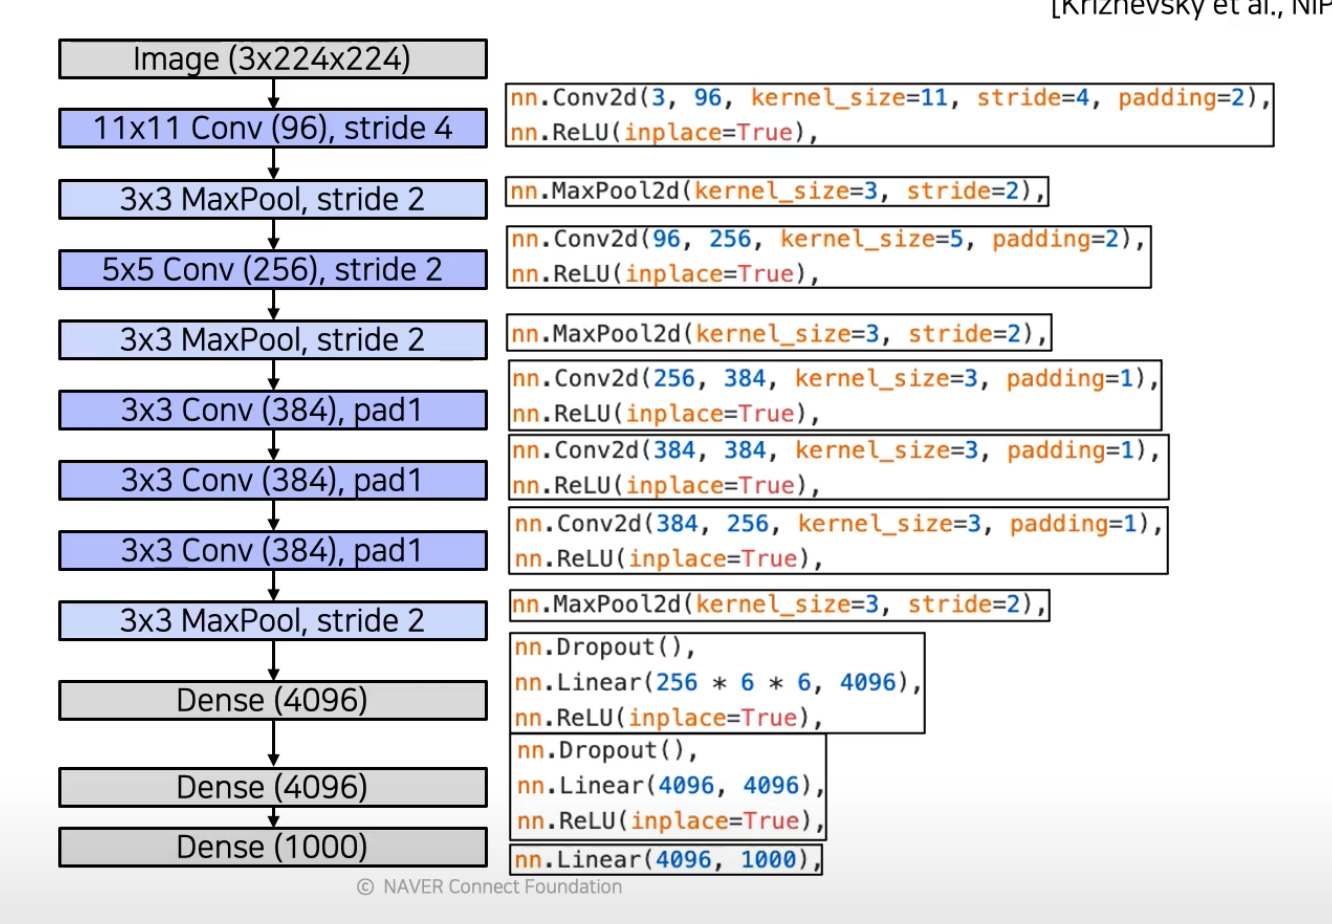 [Krizhevsky et al., NIP
Image (3x224x224)
11x11 Conv (96), stride 4
nn.Conv2d(3, 96, kernel_size=11, stride=4, padding=2),
nn.ReLU(inplace=True),
3x3 MaxPool, stride 2
nn.MaxPool2d(kernel_size=3, stride=2),
5x5 Conv (256), stride 2
nn.Conv2d(96, 256, kernel_size=5, padding=2),
nn.ReLU(inplace=True),
3x3 MaxPool, stride 2
nn.MaxPool2d(kernel_size=3, stride=2),
3x3 Conv (384), pad1
nn.Conv2d(256, 384, kernel_size=3, padding=1),
nn.ReLU(inplace=True),
3x3 Conv (384), pad1
nn.Conv2d(384, 384, kernel_size=3, padding=1),
nn.ReLU(inplace=True),
3x3 Conv (384), pad1
nn.Conv2d(384, 256, kernel_size=3, padding=1),
nn.ReLU(inplace=True),
3x3 MaxPool, stride 2
nn.MaxPool2d(kernel_size=3, stride=2),
Dense (4096)
nn.Dropout(),
nn.Linear(256 * 6 * 6, 4096),
nn.ReLU(inplace=True),
Dense (4096)
nn.Dropout(),
nn.Linear(4096, 4096),
nn.ReLU(inplace=True),
Dense (1000)
nn.Linear(4096, 1000),
© NAVER Connect Foundation